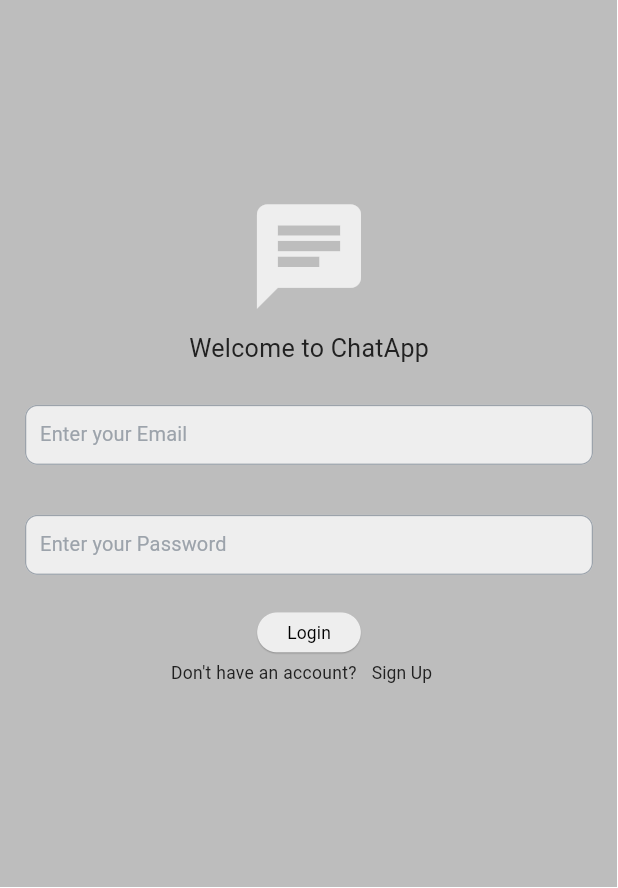 Welcome to ChatApp
Enter your Email
Enter your Password
Login
Don't have an account? Sign Up